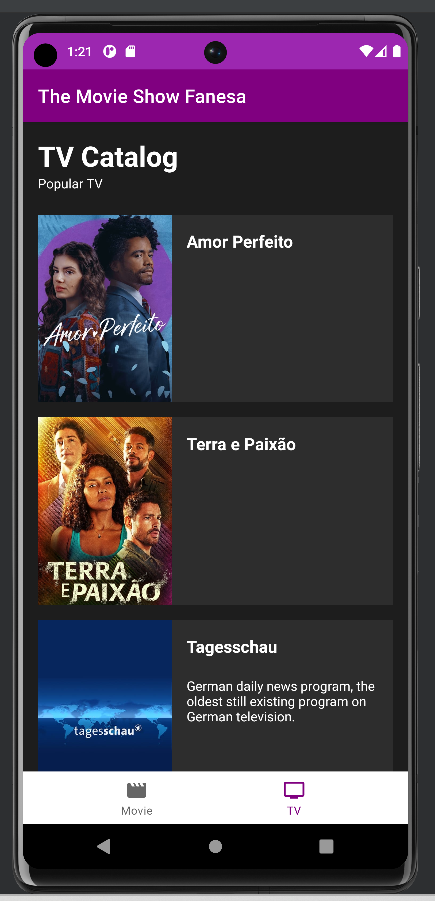 1:21
The Movie Show Fanesa
TV Catalog
Popular TV
Amor Perfeito
Amor Perfeito
Terra e Paixão
TERRA
E PAIXÃO
Tagesschau
German daily news program, the
oldest still existing program on
German television.
tagesschau
Movie
TV